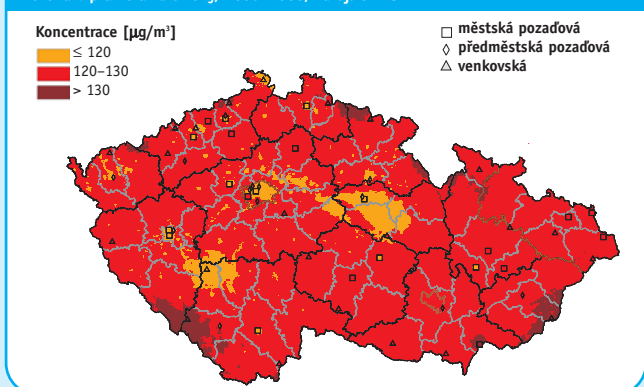 Koncentrace [µg/m³]
≤ 120
120–130
> 130
městská pozaďová
předměstská pozaďová
venkovská